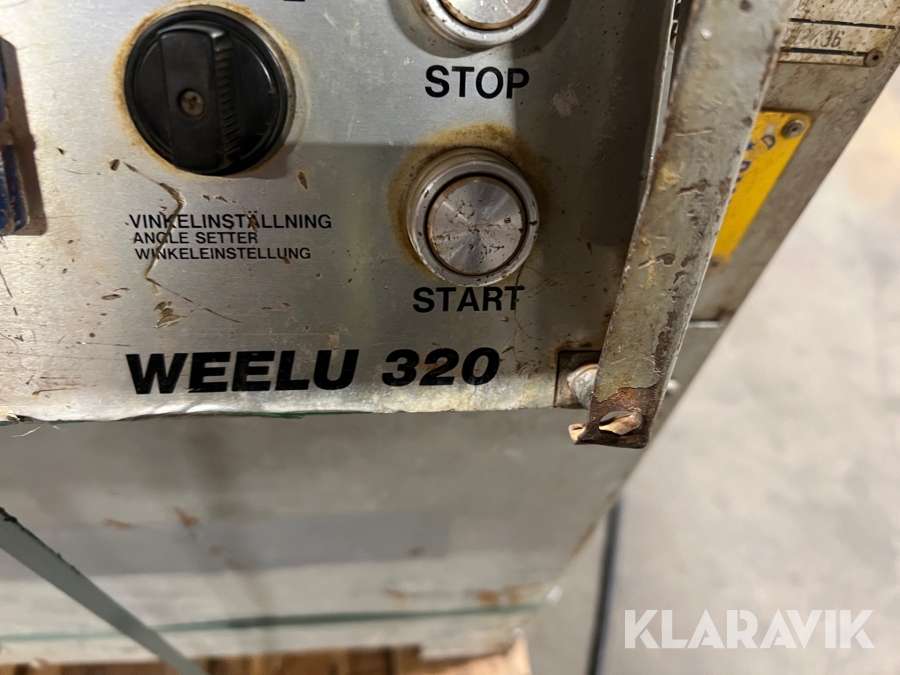 STOP
VINKELINSTÄLLNING
ANGLE SETTER
WINKELEINSTELLUNG
START
WEELU 320
KLARAVIK